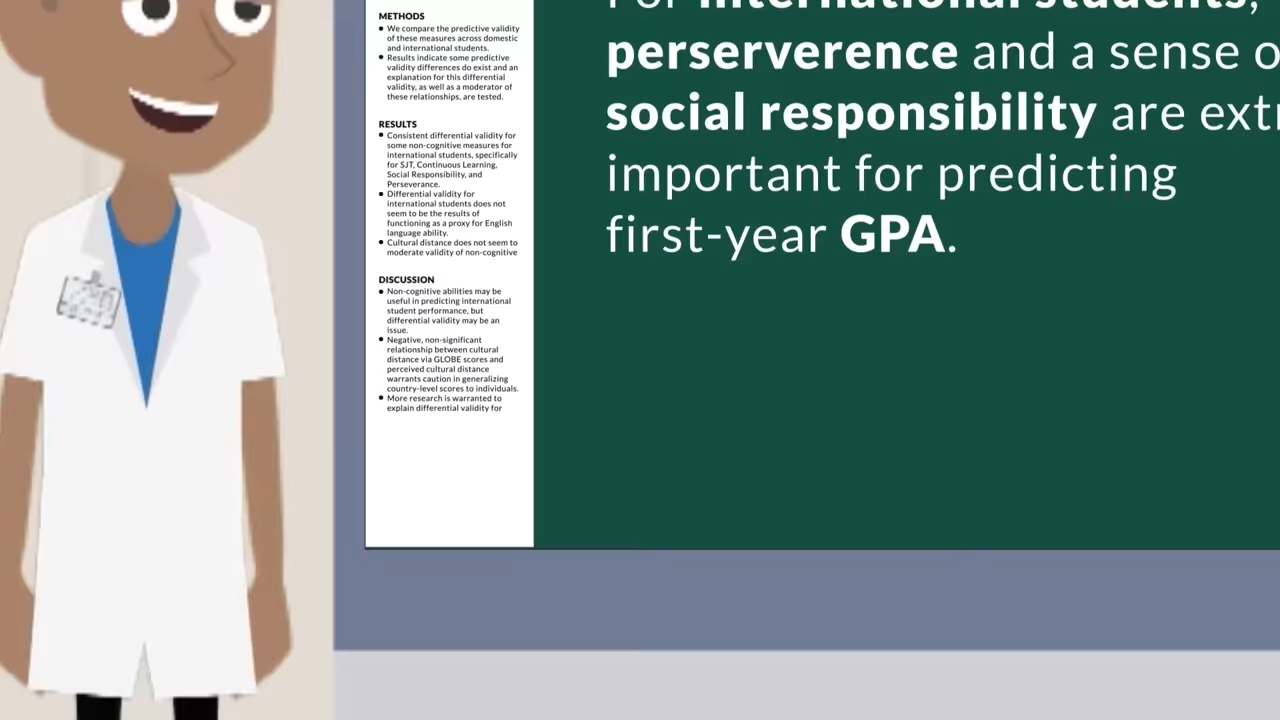 METHODS
• We compare the predictive validity
of these measures across domestic
and international students.
• Results indicate some predictive
validity differences do exist and an
explanation for this differential
validity, as well as a moderator of
these relationships, are tested.
RESULTS
• Consistent differential validity for
some non-cognitive measures for
international students, specifically
for SJT, Continuous Learning,
Social Responsibility, and
Perseverance.
• Differential validity for
international students does not
seem to be the results of
functioning as a proxy for English
language ability.
• Cultural distance does not seem to
moderate validity of non-cognitive
DISCUSSION
• Non-cognitive abilities may be
useful in predicting international
student performance, but
differential validity may be an
issue.
• Negative, non-significant
relationship between cultural
distance via GLOBE scores and
perceived cultural distance
warrants caution in generalizing
country-level scores to individuals.
• More research is warranted to
explain differential validity for
For international students,
perserverence and a sense o
social responsibility are extr
important for predicting
first-year GPA.